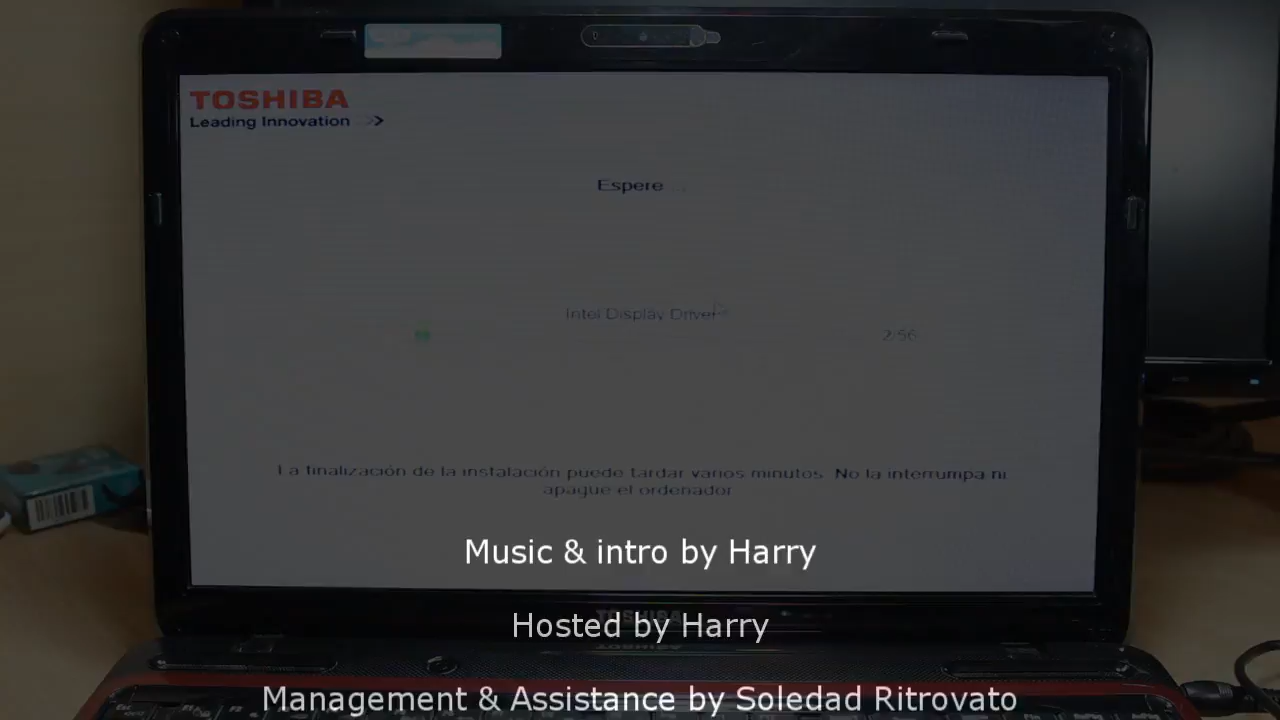 TOSHIBA
Leading Innovation >>
Espere ...
Intel Display Driver
2/56
La finalización de la instalación puede tardar varios minutos. No la interrumpa ni
apague el ordenador
Music & intro by Harry
TOSHIBA
Hosted by Harry
Management & Assistance by Soledad Ritrovato